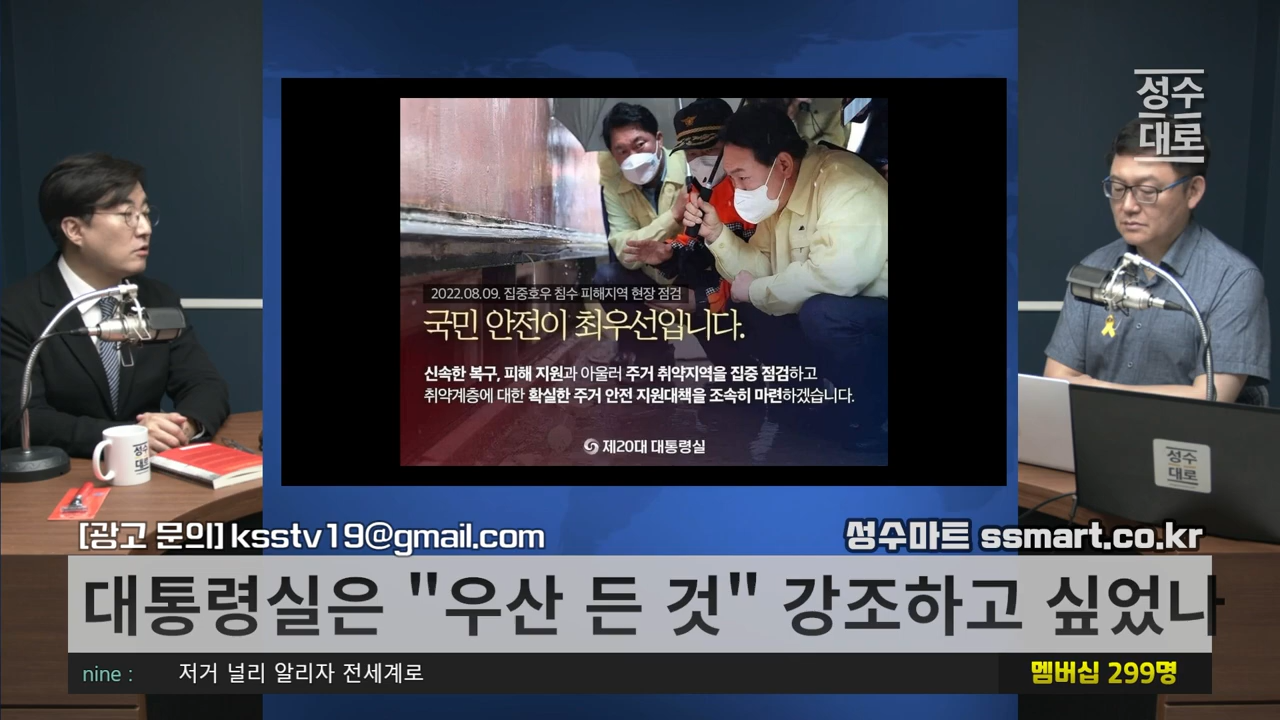 성수
대로
2022.08.09. 집중호우 침수 피해지역 현장 점검
국민 안전이 최우선입니다.
신속한 복구, 피해 지원과 아울러 주거 취약지역을 집중 점검하고
취약계층에 대한 확실한 주거 안전 지원대책을 조속히 마련하겠습니다.
제20대 대통령실
성수
대로
성수
대로
[광고 문의] ksstv19@gmail.com
성수마트 ssmart.co.kr
대통령실은 "우산 든 것" 강조하고 싶었나
nine : 저거 널리 알리자 전세계로
멤버십 299명